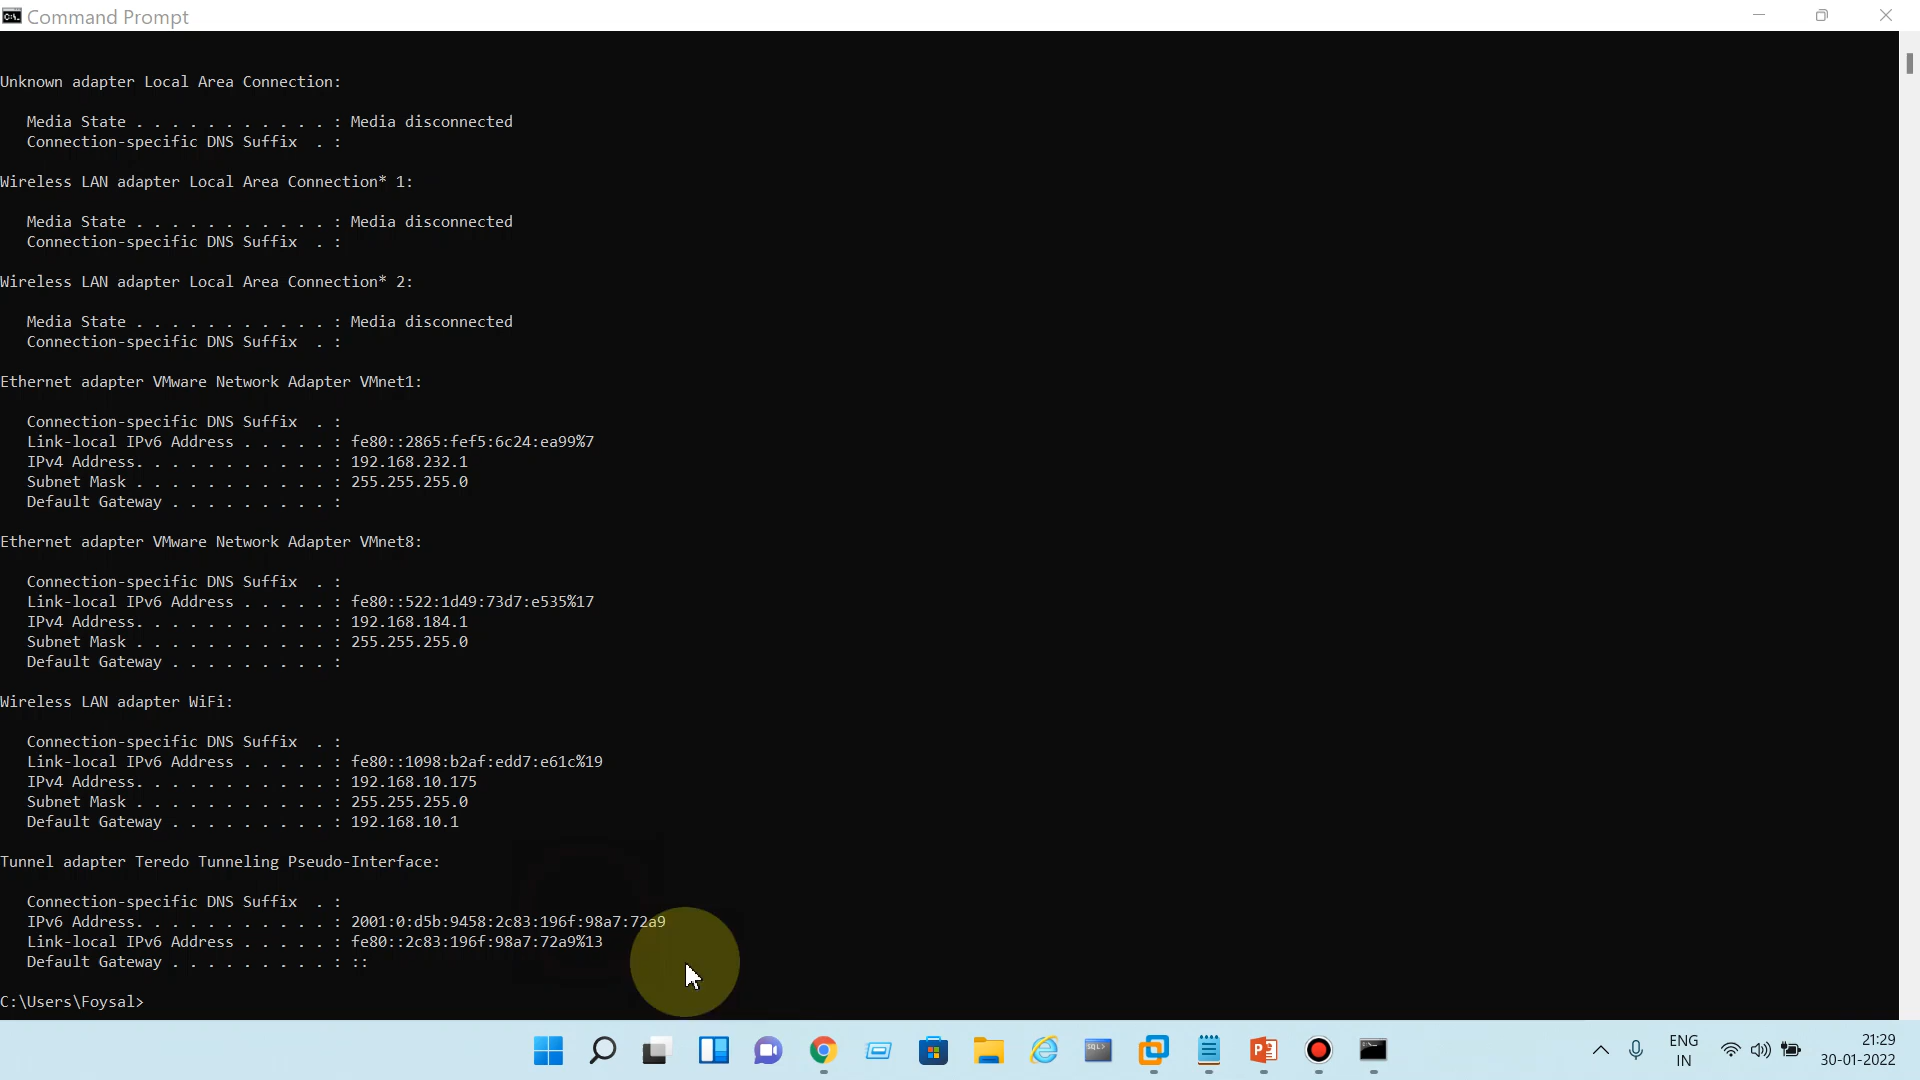 Command Prompt
Unknown adapter Local Area Connection:
Media State . . . . . . . . . . . : Media disconnected
Connection-specific DNS Suffix  . :
Wireless LAN adapter Local Area Connection* 1:
Media State . . . . . . . . . . . : Media disconnected
Connection-specific DNS Suffix  . :
Wireless LAN adapter Local Area Connection* 2:
Media State . . . . . . . . . . . : Media disconnected
Connection-specific DNS Suffix  . :
Ethernet adapter VMware Network Adapter VMnet1:
Connection-specific DNS Suffix  . :
Link-local IPv6 Address . . . . . : fe80::2865:fef5:6c24:ea99%7
IPv4 Address. . . . . . . . . . . : 192.168.232.1
Subnet Mask . . . . . . . . . . . : 255.255.255.0
Default Gateway . . . . . . . . . :
Ethernet adapter VMware Network Adapter VMnet8:
Connection-specific DNS Suffix  . :
Link-local IPv6 Address . . . . . : fe80::522:1d49:73d7:e535%17
IPv4 Address. . . . . . . . . . . : 192.168.184.1
Subnet Mask . . . . . . . . . . . : 255.255.255.0
Default Gateway . . . . . . . . . :
Wireless LAN adapter WiFi:
Connection-specific DNS Suffix  . :
Link-local IPv6 Address . . . . . : fe80::1098:b2af:edd7:e61c%19
IPv4 Address. . . . . . . . . . . : 192.168.10.175
Subnet Mask . . . . . . . . . . . : 255.255.255.0
Default Gateway . . . . . . . . . : 192.168.10.1
Tunnel adapter Teredo Tunneling Pseudo-Interface:
Connection-specific DNS Suffix  . :
IPv6 Address. . . . . . . . . . . : 2001:0:d5b:9458:2c83:196f:98a7:72a9
Link-local IPv6 Address . . . . . : fe80::2c83:196f:98a7:72a9%13
Default Gateway . . . . . . . . . : ::
C:\Users\Foysal>
SQL>
ENG
IN
21:29
30-01-2022